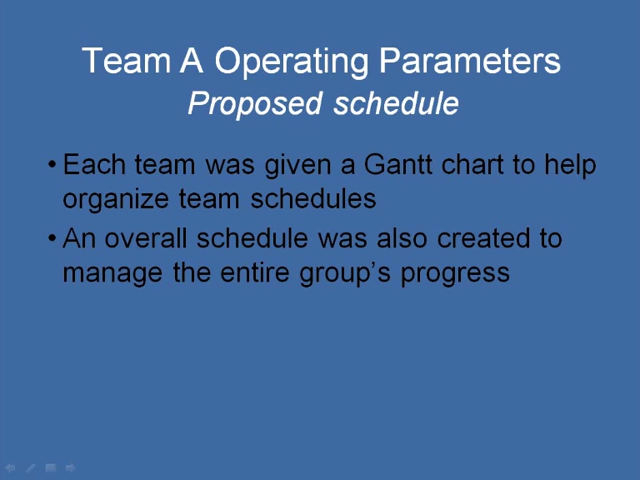 Team A Operating Parameters
Proposed schedule
• Each team was given a Gantt chart to help
organize team schedules
• An overall schedule was also created to
manage the entire group's progress